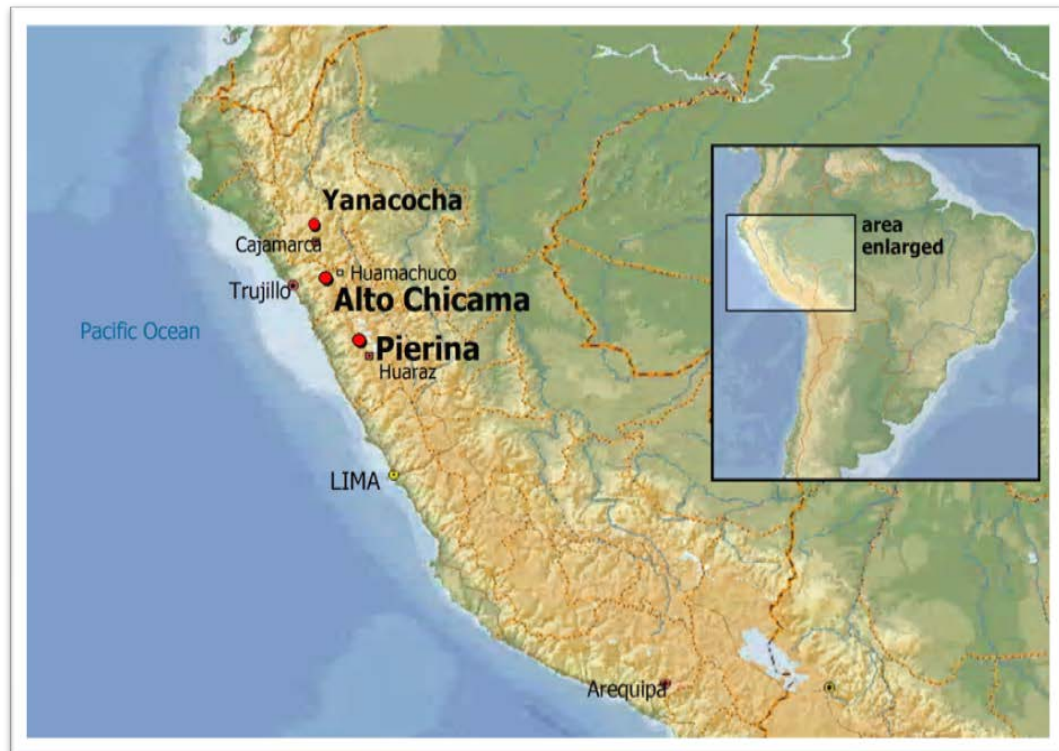 Yanacocha
Cajamarca
Huamachuco
Trujillo
Alto Chicama
Pacific Ocean
Pierina
Huaraz
LIMA
Arequipa
area
enlarged